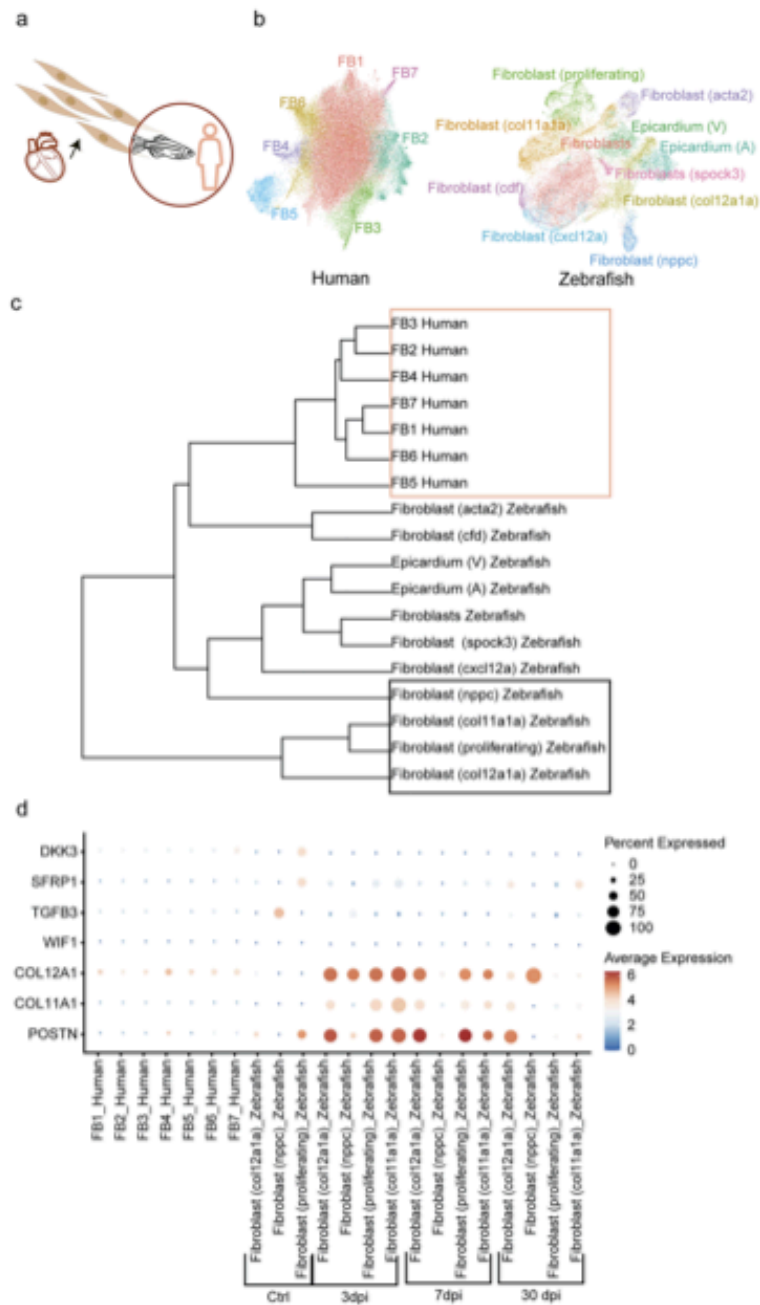 a
b
FB1
FB7
FB6
FB2
FB4
FB5
FB3
Human
Fibroblast (proliferating)
Fibroblast (acta2)
Fibroblast (col11a1a)
Epicardium (V)
Fibroblasts
Epicardium (A)
Fibroblasts (spock3)
Fibroblast (cdf)
Fibroblast (col12a1a)
Fibroblast (cxcl12a)
Fibroblast (nppc)
Zebrafish
c
FB3 Human
FB2 Human
FB4 Human
FB7 Human
FB1 Human
FB6 Human
FB5 Human
Fibroblast (acta2) Zebrafish
Fibroblast (cfd) Zebrafish
Epicardium (V) Zebrafish
Epicardium (A) Zebrafish
Fibroblasts Zebrafish
Fibroblast (spock3) Zebrafish
Fibroblast (cxcl12a) Zebrafish
Fibroblast (nppc) Zebrafish
Fibroblast (col11a1a) Zebrafish
Fibroblast (proliferating) Zebrafish
Fibroblast (col12a1a) Zebrafish
d
DKK3
SFRP1
TGFB3
WIF1
COL12A1
COL11A1
POSTN
Percent Expressed
0
25
50
75
100
Average Expression
6
4
2
0
FB1_Human
FB2_Human
FB3_Human
FB4_Human
FB5_Human
FB6_Human
FB7_Human
Fibroblast (col12a1a)_Zebrafish
Fibroblast (nppc)_Zebrafish
Fibroblast (proliferating)_Zebrafish
Fibroblast (col12a1a)_Zebrafish
Fibroblast (nppc)_Zebrafish
Fibroblast (proliferating)_Zebrafish
Fibroblast (col11a1a)_Zebrafish
Fibroblast (col12a1a)_Zebrafish
Fibroblast (nppc)_Zebrafish
Fibroblast (proliferating)_Zebrafish
Fibroblast (col11a1a)_Zebrafish
Fibroblast (col12a1a)_Zebrafish
Fibroblast (nppc)_Zebrafish
Fibroblast (proliferating)_Zebrafish
Fibroblast (col11a1a)_Zebrafish
Ctrl
3dpi
7dpi
30 dpi